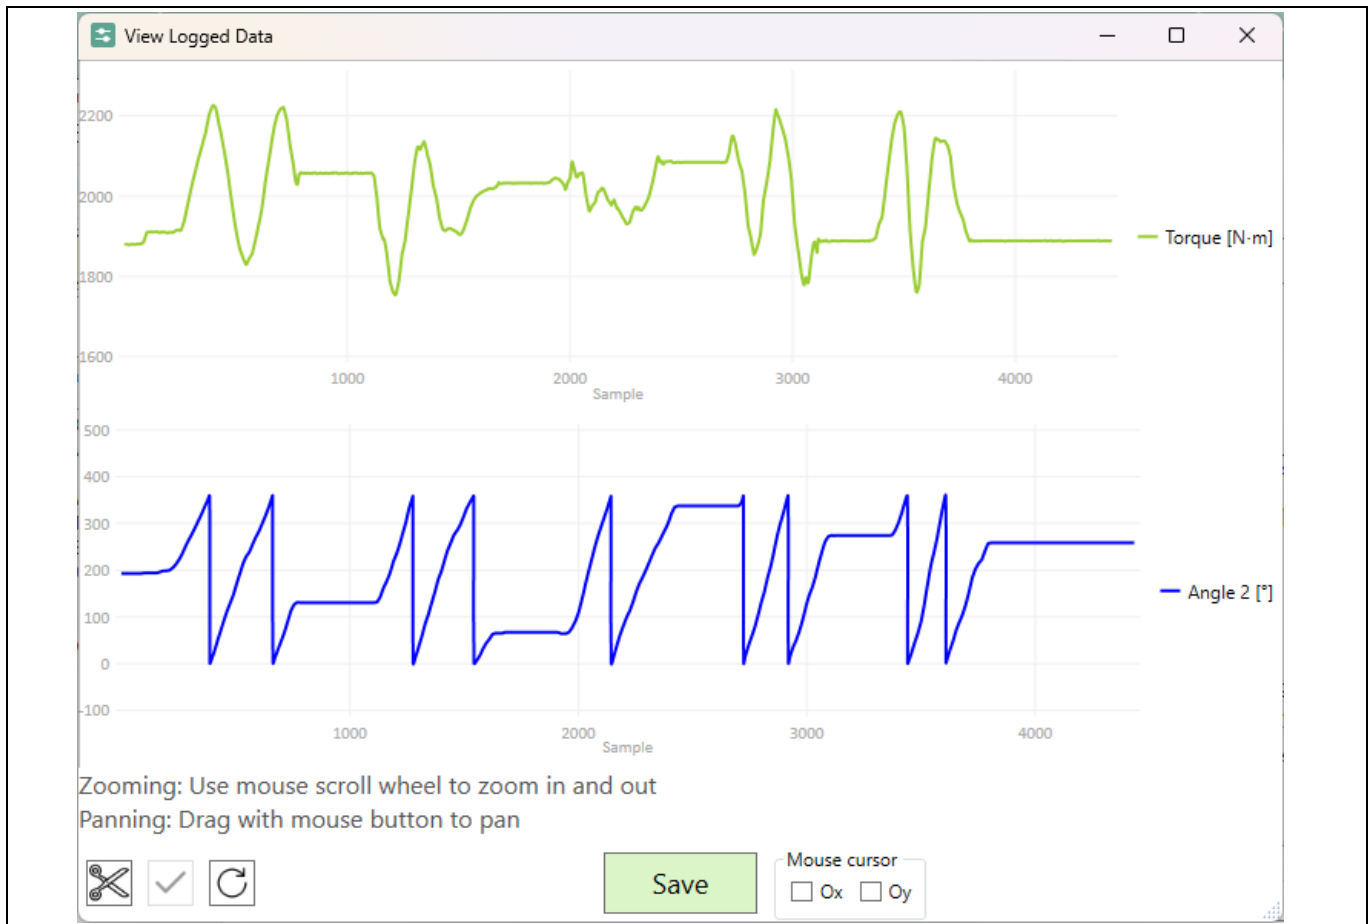 View Logged Data
2200
2000
1800
1600
1000 2000 3000 4000
Sample
Torque [N·m]
500
400
300
200
100
0
-100
1000 2000 3000 4000
Sample
Angle 2 [°]
Zooming: Use mouse scroll wheel to zoom in and out
Panning: Drag with mouse button to pan
Save
Mouse cursor
Ox Oy